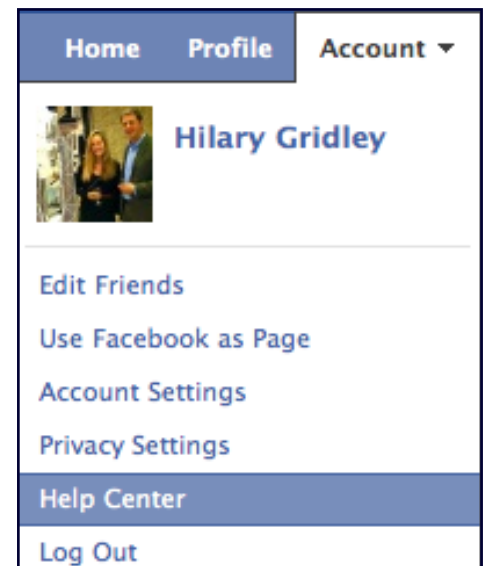 Home Profile Account ▾
Hilary Gridley
Edit Friends
Use Facebook as Page
Account Settings
Privacy Settings
Help Center
Log Out